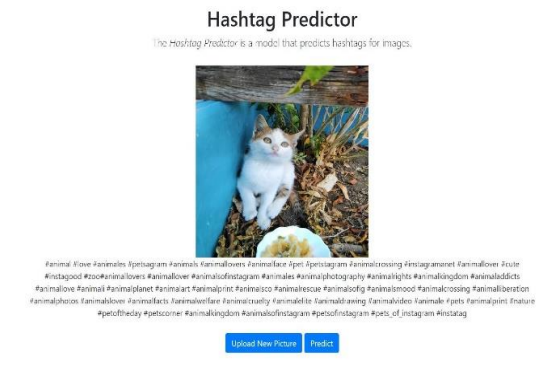 Hashtag Predictor
The Hashtag Predictor is a model that predicts hashtags for images.
#animal #love #animales #petsagram #animals #animallovers #animalface #pet #petstagram #animalcrossing #instagramanet #animallover #cute
#instagood #zoo#animallovers #animallover #animalsofinstagram #animales #animalphotography #animalrights #animalkingdom #animaladdicts
#animallove #animali #animalplanet #animalart #animalprint #animalsco #animalrescue #animalsofig #animalsmood #animalcrossing #animalliberation
#animalphotos #animalslover #animalfacts #animalwelfare #animalcruelty #animalelite #animaldrawing #animalvideo #animale #pets #animalprint #nature
#petoftheday #petscorner #animalkingdom #animalsofinstagram #petsofinstagram #pets_of_instagram #instatag
Upload New Picture Predict